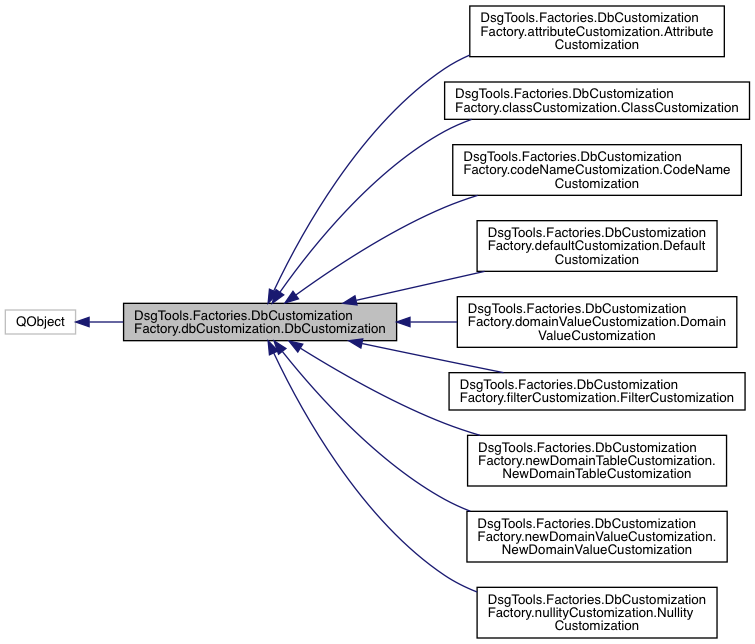 DsgTools.Factories.DbCustomization
Factory.attributeCustomization.Attribute
Customization
DsgTools.Factories.DbCustomization
Factory.classCustomization.ClassCustomization
DsgTools.Factories.DbCustomization
Factory.codeNameCustomization.CodeName
Customization
DsgTools.Factories.DbCustomization
Factory.defaultCustomization.Default
Customization
QObject
DsgTools.Factories.DbCustomization
Factory.dbCustomization.DbCustomization
DsgTools.Factories.DbCustomization
Factory.domainValueCustomization.Domain
ValueCustomization
DsgTools.Factories.DbCustomization
Factory.filterCustomization.FilterCustomization
DsgTools.Factories.DbCustomization
Factory.newDomainTableCustomization.
NewDomainTableCustomization
DsgTools.Factories.DbCustomization
Factory.newDomainValueCustomization.
NewDomainValueCustomization
DsgTools.Factories.DbCustomization
Factory.nullityCustomization.Nullity
Customization